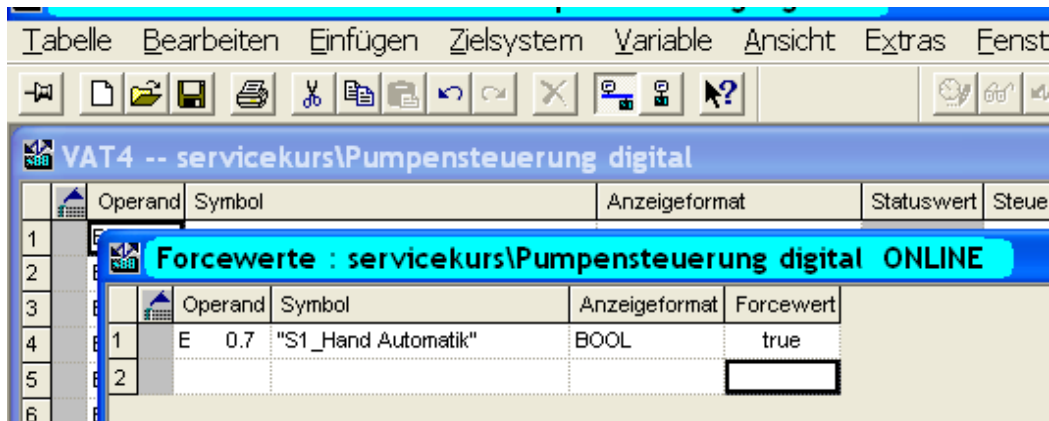 Tabelle Bearbeiten Einfügen Zielsystem Variable Ansicht Extras Fenst
VAT4 -- servicekurs\Pumpensteuerung digital
Operand Symbol Anzeigeformat Statuswert Steue
1
2
3
4
5
6
Forcewerte : servicekurs\Pumpensteuerung digital ONLINE
Operand Symbol Anzeigeformat Forcewert
1 E 0.7 "S1_Hand Automatik" BOOL true
2